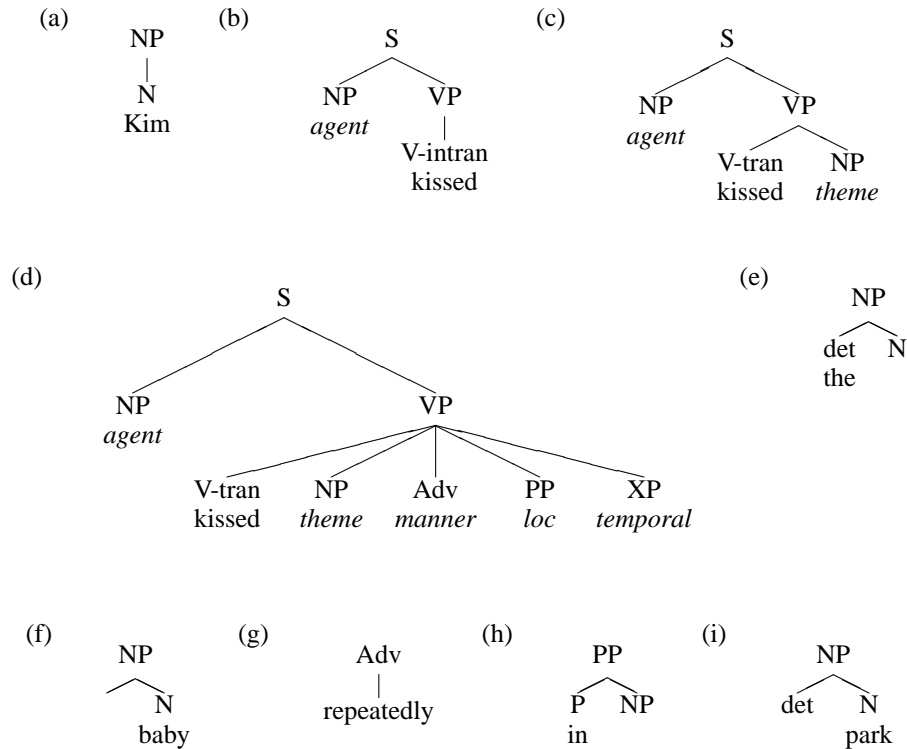 (a) (b) (c)
NP S S
N NP VP NP VP
Kim agent agent
V-intran V-tran NP
kissed kissed theme
(d) (e)
S NP
det N
the
NP VP
agent
V-tran NP Adv PP XP
kissed theme manner loc temporal
(f) (g) (h) (i)
NP Adv PP NP
N repeatedly P NP det N
baby in park